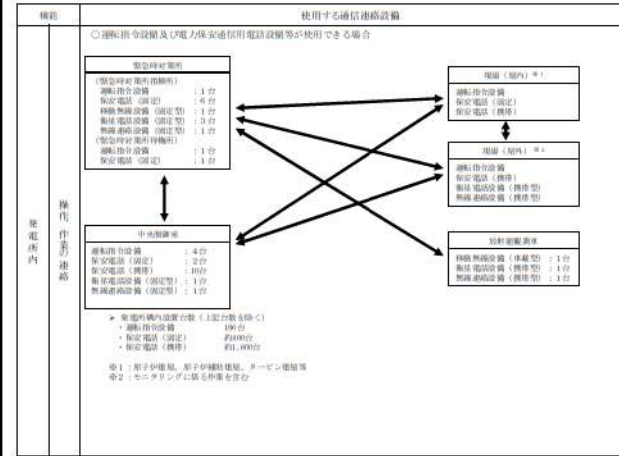 機能
使用する通信連絡設備
発電所内
操作、作業の連絡
○運転指令設備及び電力保安通信用電話設備等が使用できる場合
緊急時対策所
(緊急時対策所指揮所)
運転指令設備 :1台
保安電話(固定) :6台
移動無線設備(固定型) :1台
衛星電話設備(固定型) :3台
無線連絡設備(固定型) :1台
(緊急時対策所待機所)
運転指令設備 :1台
保安電話(固定) :1台
現場(屋内)※1
運転指令設備
保安電話(固定)
保安電話(携帯)
現場(屋外)※2
運転指令設備
保安電話(携帯)
衛星電話設備(携帯型)
無線連絡設備(携帯型)
中央制御室
運転指令設備 :4台
保安電話(固定) :2台
保安電話(携帯) :10台
衛星電話設備(固定型) :1台
無線連絡設備(固定型) :1台
放射能観測車
移動無線設備(車載型) :1台
衛星電話設備(携帯型) :1台
無線連絡設備(携帯型) :1台
➤ 発電所構内設置台数(上記台数を除く)
・運転指令設備
・保安電話(固定) 約400台
・保安電話(携帯) 約1,600台
※1:原子炉建屋、原子炉補助建屋、タービン建屋等
※2:モニタリングに係る作業を含む